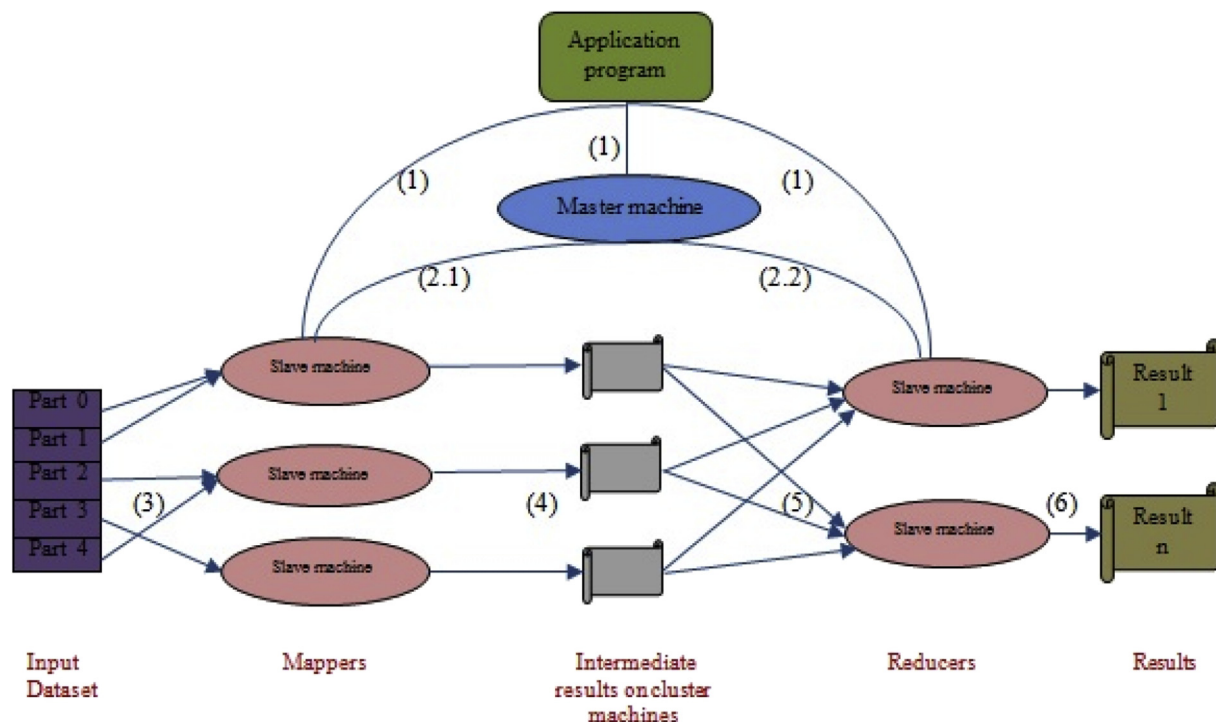 Application
program
(1)
(1)
(1)
Master machine
(2.1)
(2.2)
Slave machine
Slave machine
Result
1
Part 0
Part 1
Part 2
Part 3
Part 4
(3)
Slave machine
(4)
(5)
Slave machine
(6)
Result
n
Slave machine
Input
Dataset
Mappers
Intermediate
results on cluster
machines
Reducers
Results